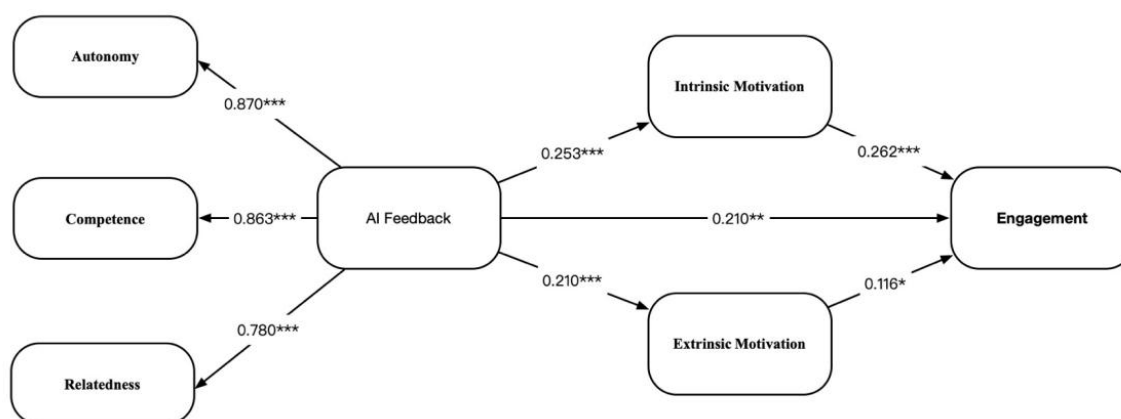 Autonomy
Intrinsic Motivation
0.870***
0.253***
0.262***
Competence
0.863***
AI Feedback
0.210**
Engagement
0.210***
0.116*
0.780***
Extrinsic Motivation
Relatedness